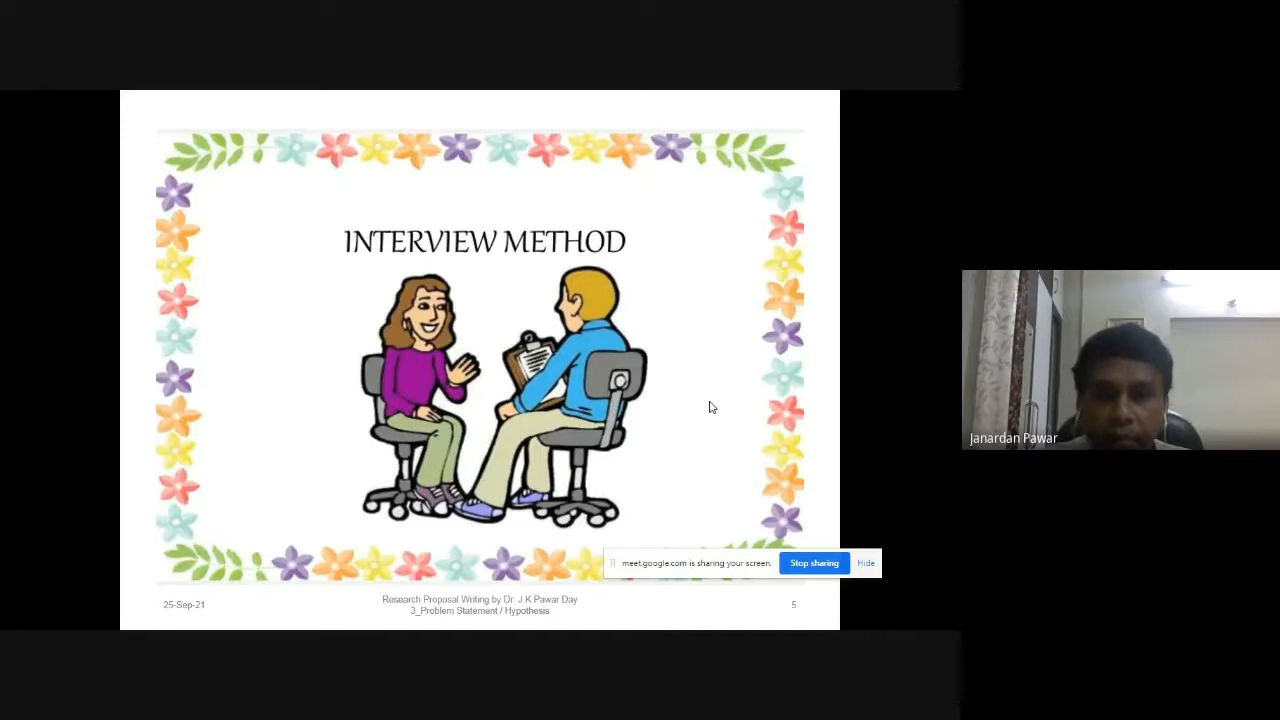 INTERVIEW METHOD
Janardan Pawar
meet.google.com is sharing your screen.
Stop sharing
Hide
25-Sep-21
Research Proposal Writing by Dr. J K Pawar Day
3_Problem Statement / Hypothesis
5